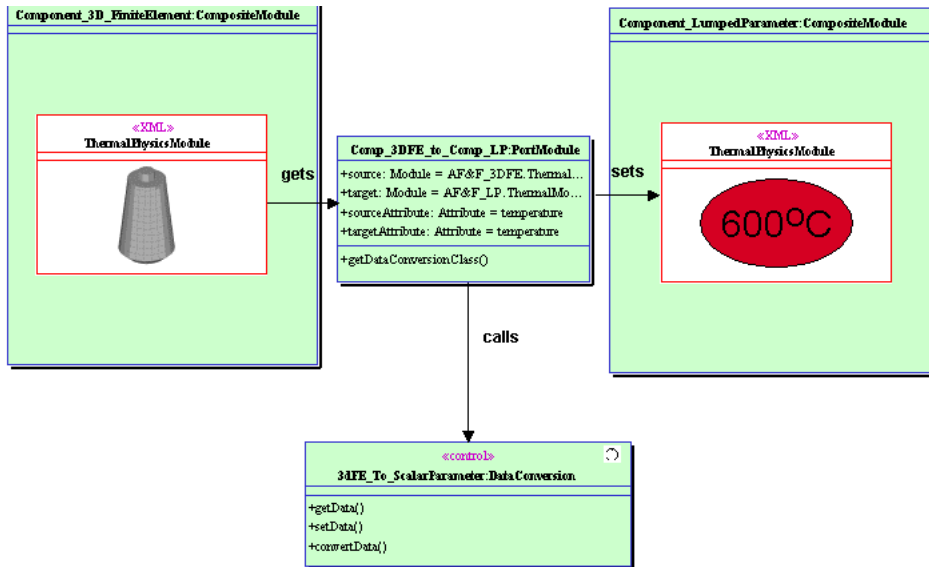 Component_3D_FiniteElement:CompositeModule
«XML»
ThermalPhysicsModule
gets
Comp_3DFE_to_Comp_LP:PortModule
+source: Module = AF&F_3DFE.Thermal...
+target: Module = AF&F_LP.ThermalMo...
+sourceAttribute: Attribute = temperature
+targetAttribute: Attribute = temperature
+getDataConversionClass()
sets
Component_LumpedParameter:CompositeModule
«XML»
ThermalPhysicsModule
600°C
calls
«control»
3dFE_To_ScalarParameter:DataConversion
+getData()
+setData()
+convertData()